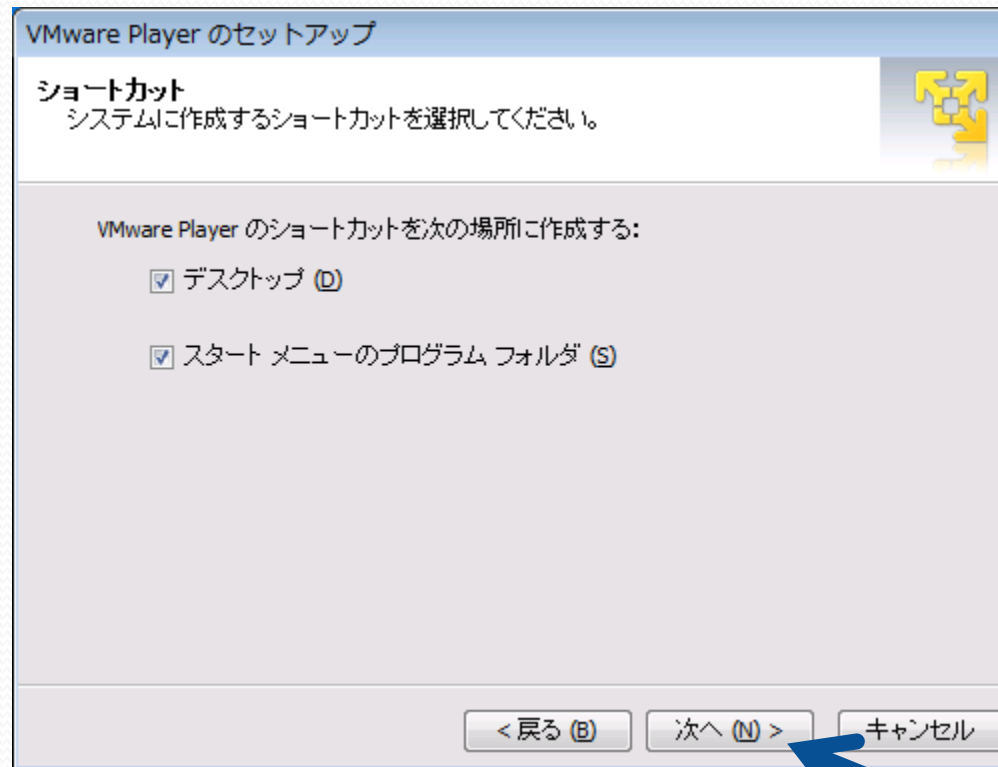 VMware Player のセットアップ
ショートカット
システムに作成するショートカットを選択してください。
VMware Player のショートカットを次の場所に作成する:
デスクトップ (D)
スタート メニューのプログラム フォルダ (S)
< 戻る (B)
次へ (N) >
キャンセル